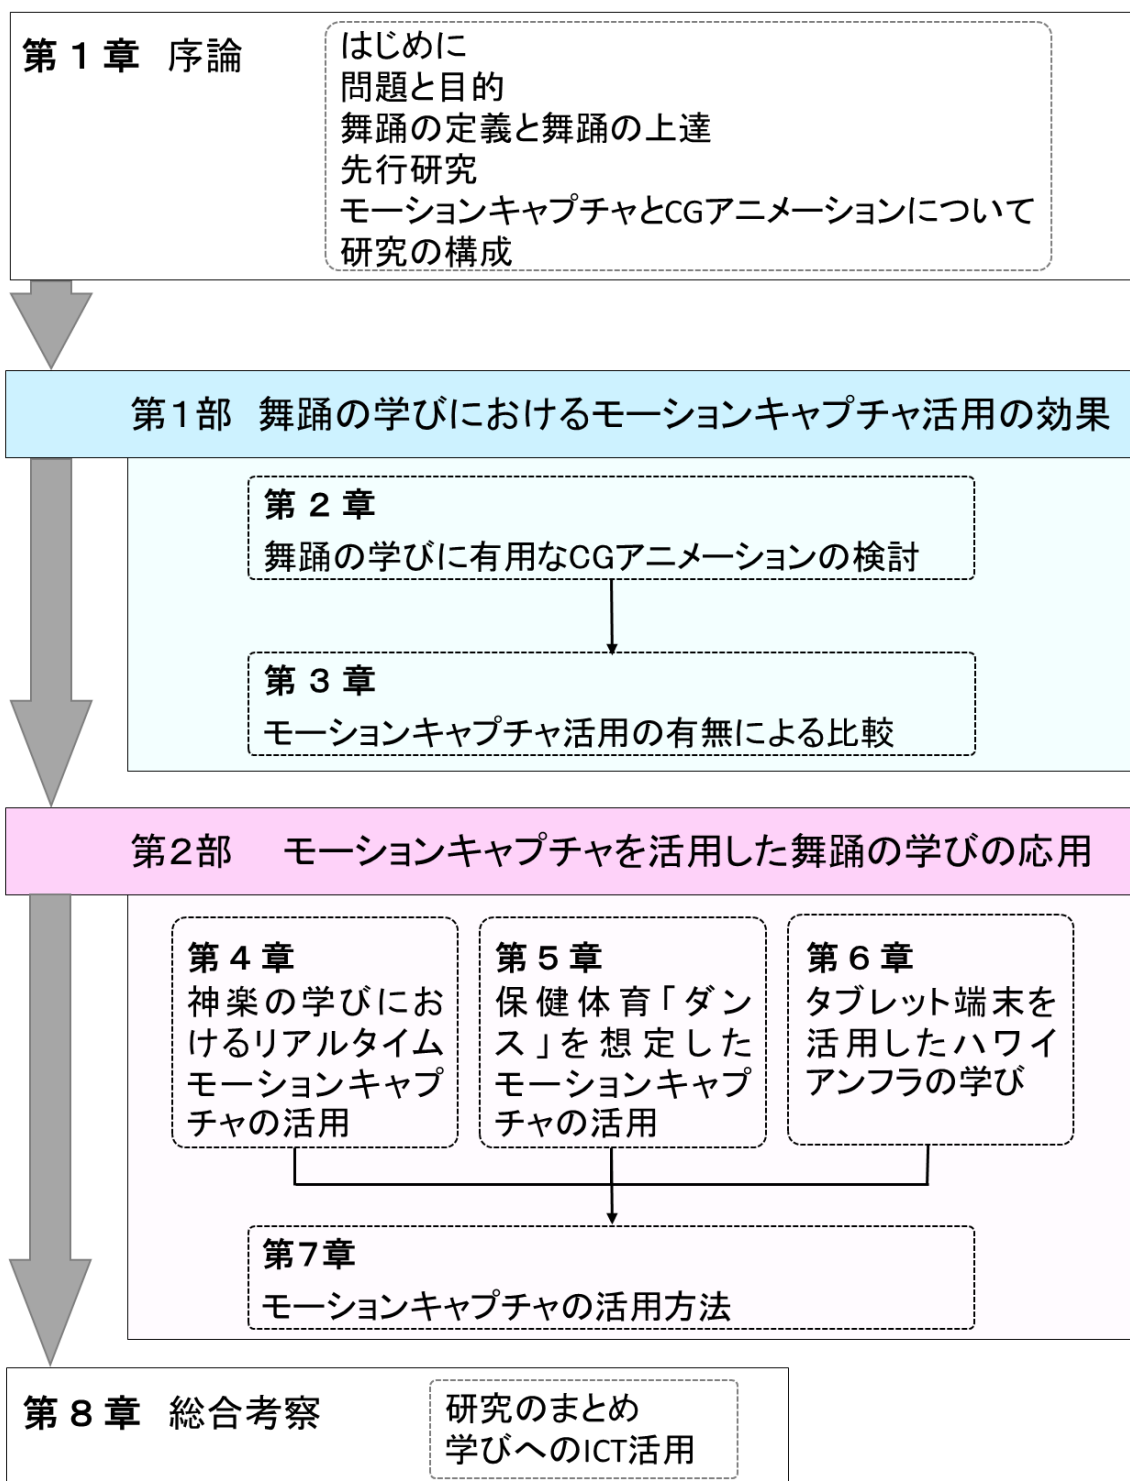 第１章 序論
はじめに
問題と目的
舞踊の定義と舞踊の上達
先行研究
モーションキャプチャとCGアニメーションについて
研究の構成
第１部 舞踊の学びにおけるモーションキャプチャ活用の効果
第２章
舞踊の学びに有用なCGアニメーションの検討
第３章
モーションキャプチャ活用の有無による比較
第２部 モーションキャプチャを活用した舞踊の学びの応用
第４章
神楽の学びにお
けるリアルタイム
モーションキャプ
チャの活用
第５章
保健体育「ダン
ス」を想定した
モーションキャプ
チャの活用
第６章
タブレット端末を
活用したハワイ
アンフラの学び
第７章
モーションキャプチャの活用方法
第８章 総合考察
研究のまとめ
学びへのICT活用